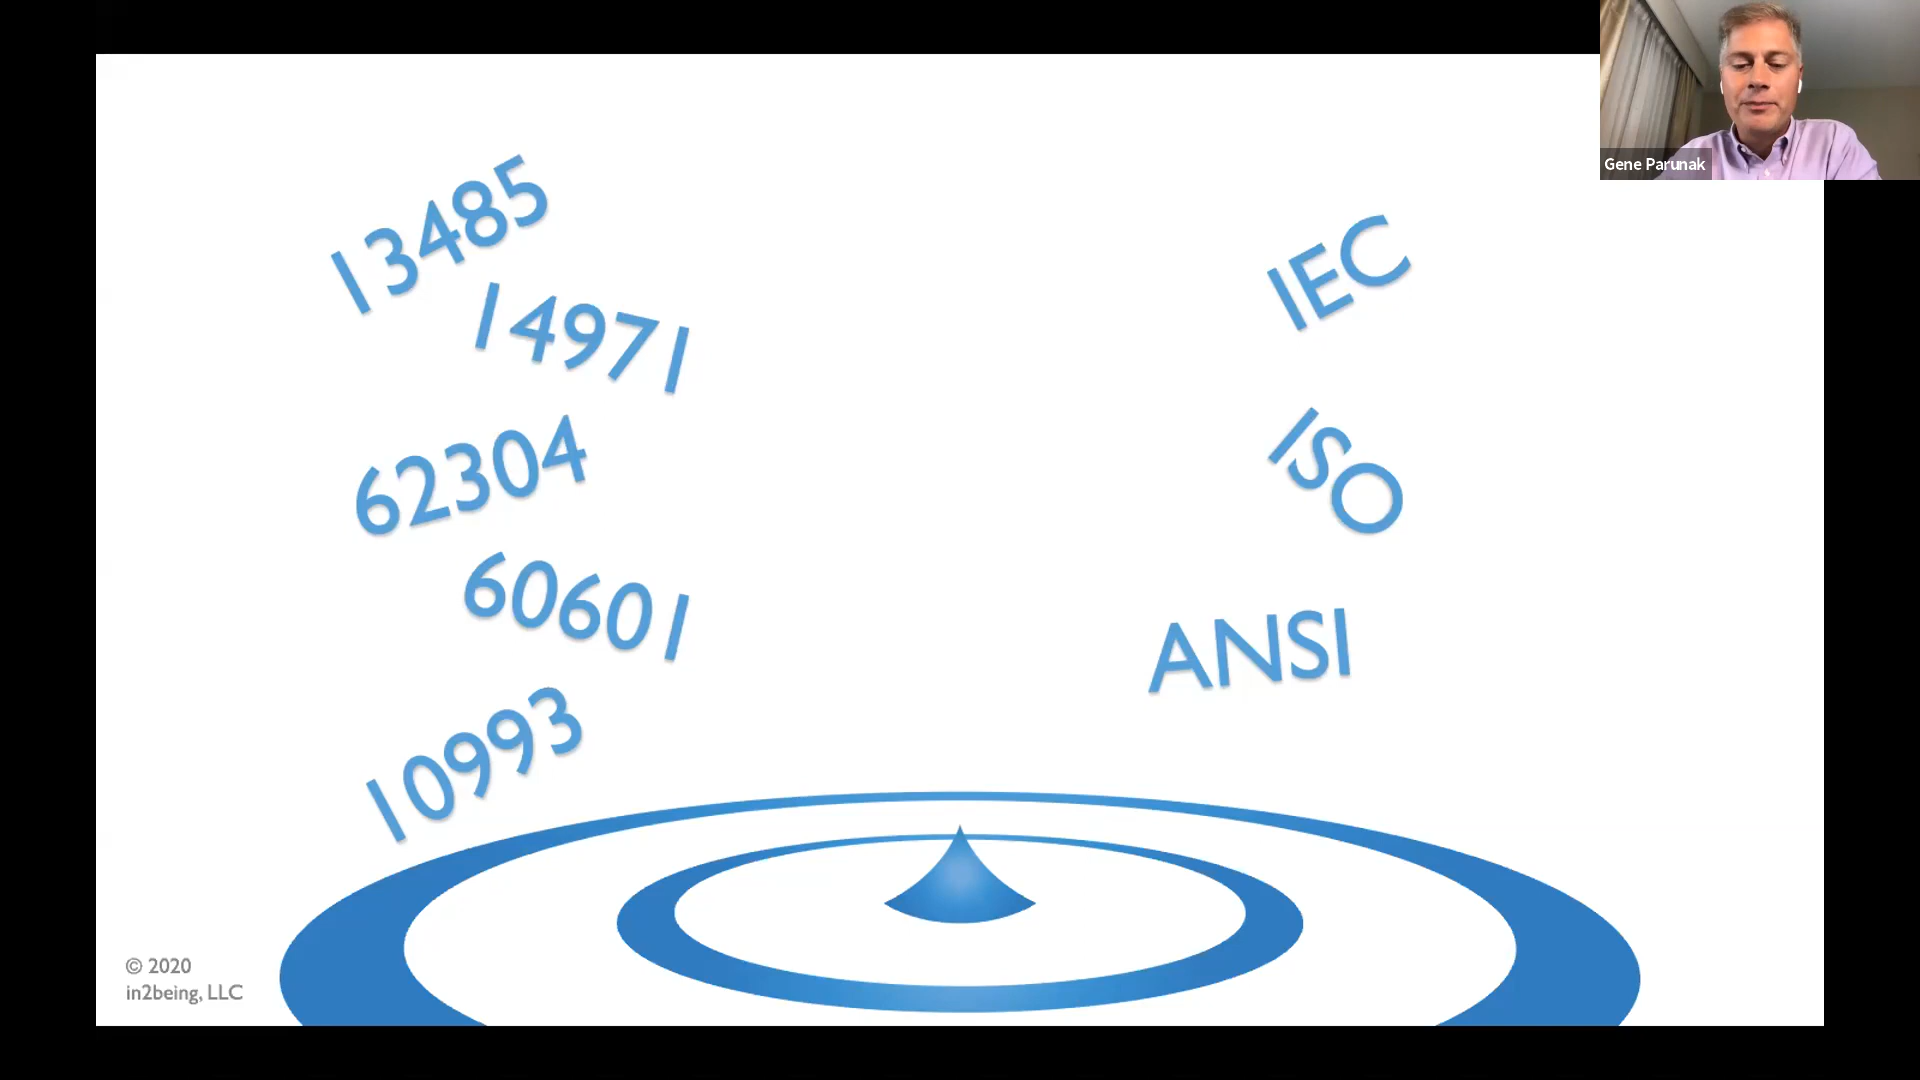 13485
14971
62304
60601
10993
IEC
ISO
ANSI
© 2020
in2being, LLC
Gene Parunak